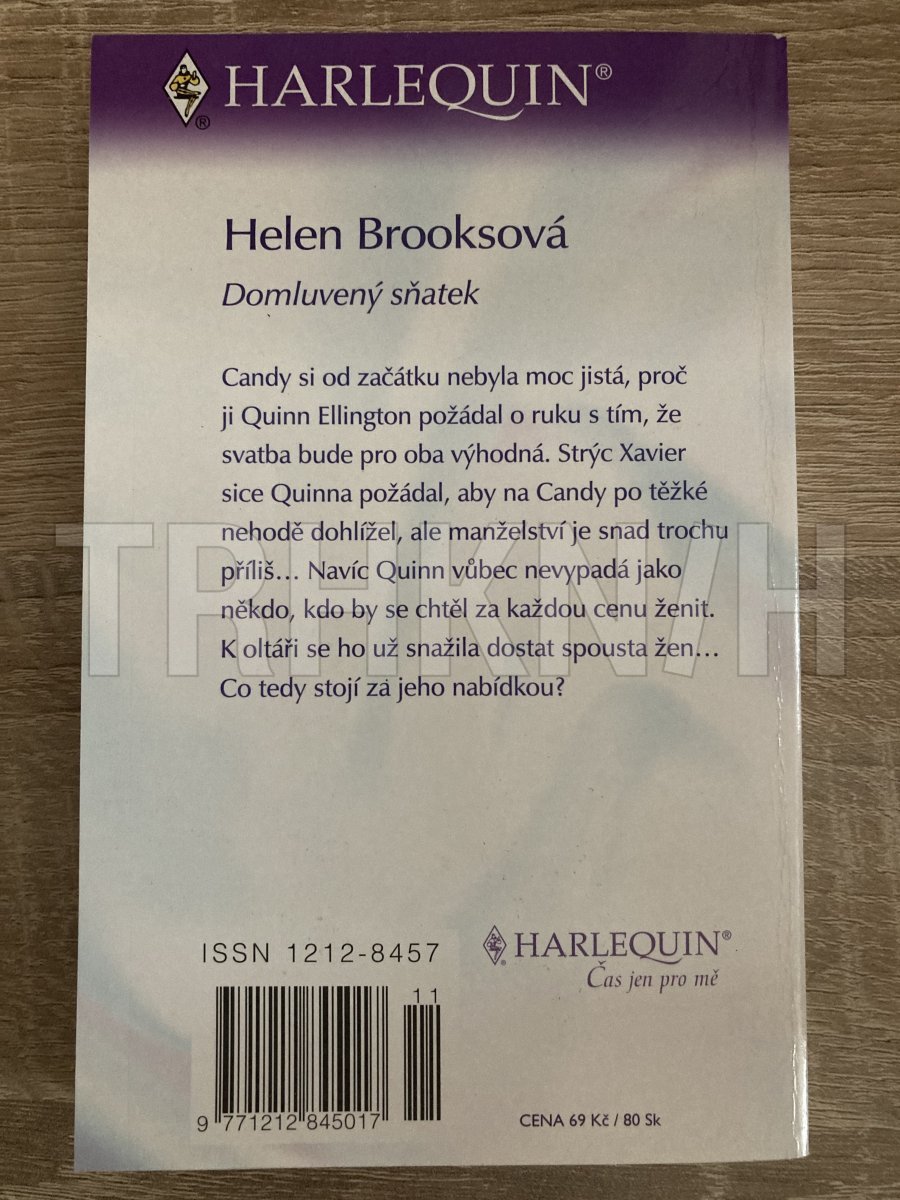 HARLEQUIN®
®
Helen Brooksová
Domluvený sňatek
Candy si od začátku nebyla moc jistá, proč
ji Quinn Ellington požádal o ruku s tím, že
svatba bude pro oba výhodná. Strýc Xavier
sice Quinna požádal, aby na Candy po těžké
nehodě dohlížel, ale manželství je snad trochu
příliš... Navíc Quinn vůbec nevypadá jako
někdo, kdo by se chtěl za každou cenu ženit.
K oltáři se ho už snažila dostat spousta žen...
Co tedy stojí za jeho nabídkou?
TRHKNIH
ISSN 1212-8457
11
9 771212 845017
HARLEQUIN®
®
Čas jen pro mě
CENA 69 Kč / 80 Sk